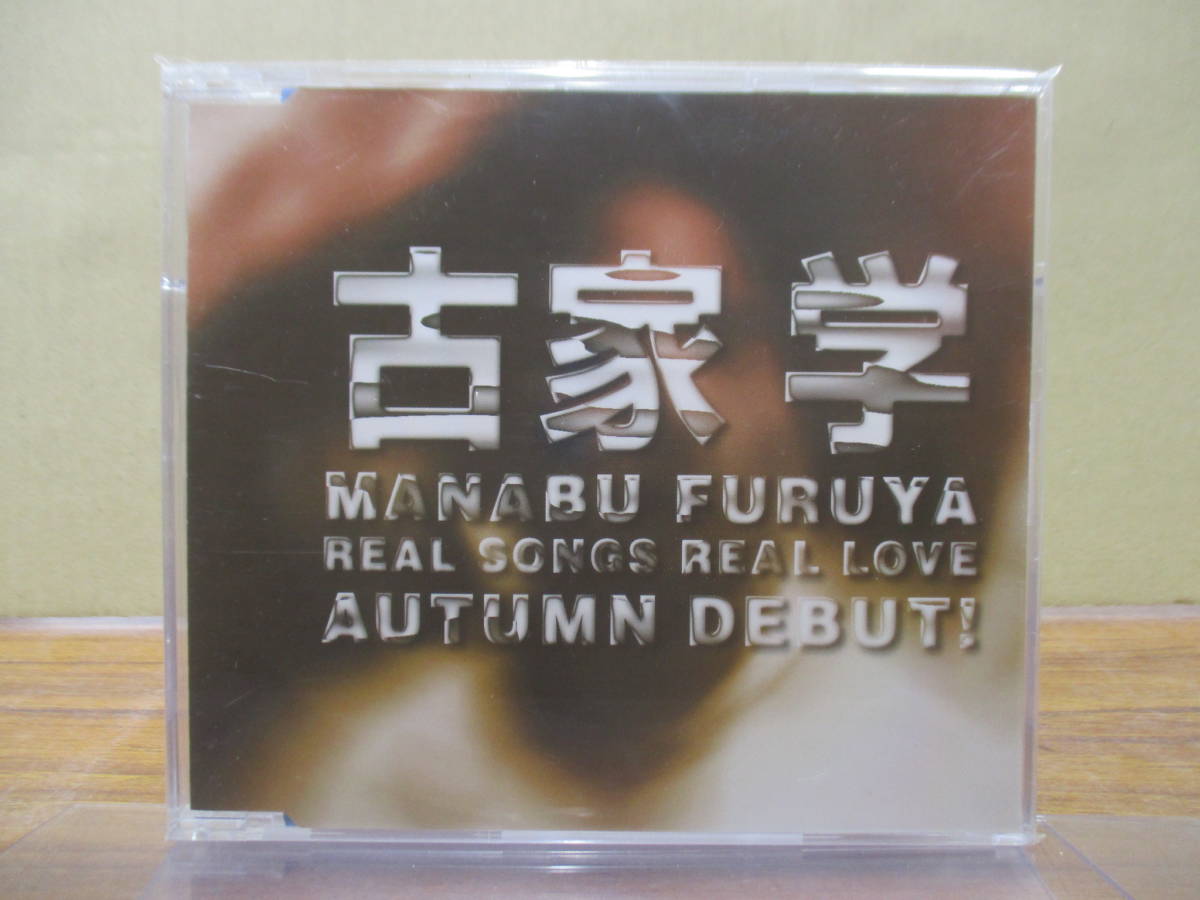 古家学
MANABU FURUYA
REAL SONGS REAL LOVE
AUTUMN DEBUT!